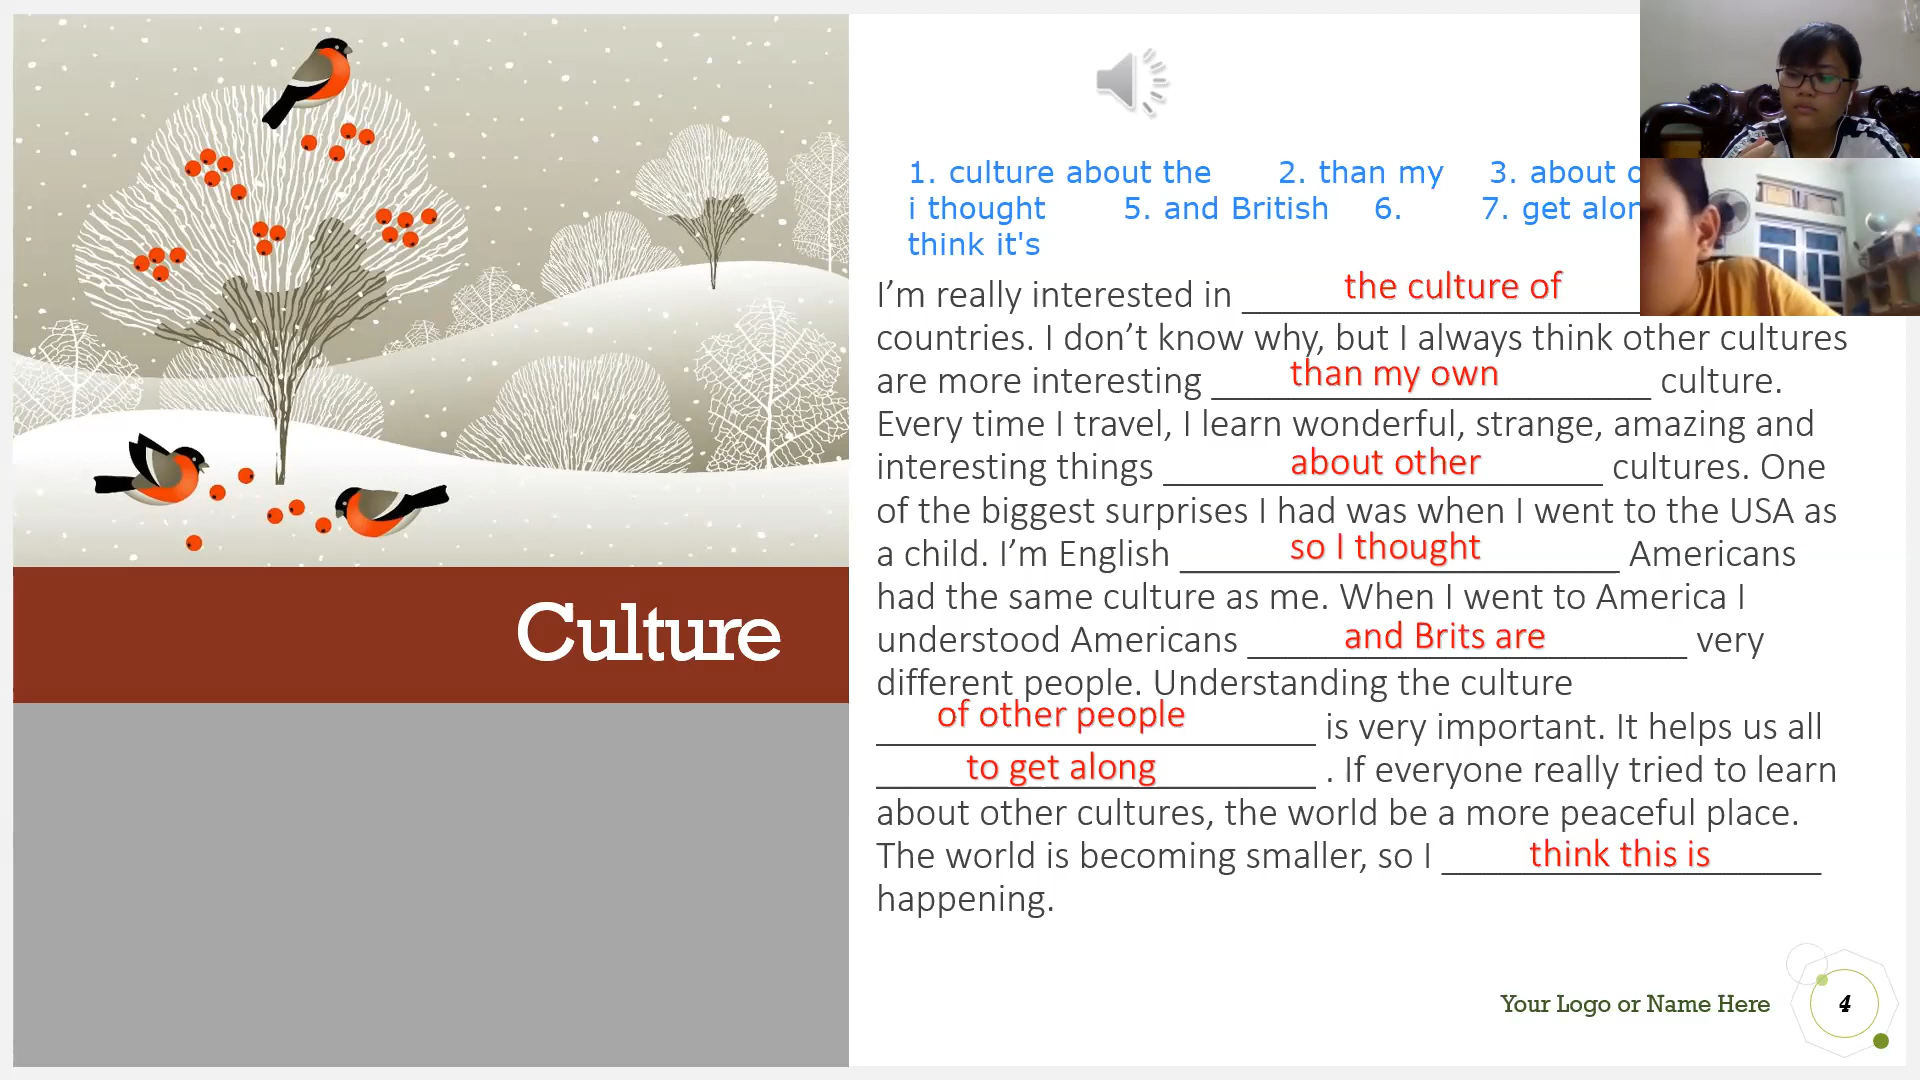 1. culture about the 2. than my 3. about
i thought 5. and British 6. 7. get
think it's
I’m really interested in the culture of
countries. I don’t know why, but I always think other cultures
are more interesting than my own culture.
Every time I travel, I learn wonderful, strange, amazing and
interesting things about other cultures. One
of the biggest surprises I had was when I went to the USA as
a child. I’m English so I thought Americans
had the same culture as me. When I went to America I
understood Americans and Brits are very
different people. Understanding the culture
of other people is very important. It helps us all
to get along . If everyone really tried to learn
about other cultures, the world be a more peaceful place.
The world is becoming smaller, so I think this is
happening.
Culture
Your Logo or Name Here 4